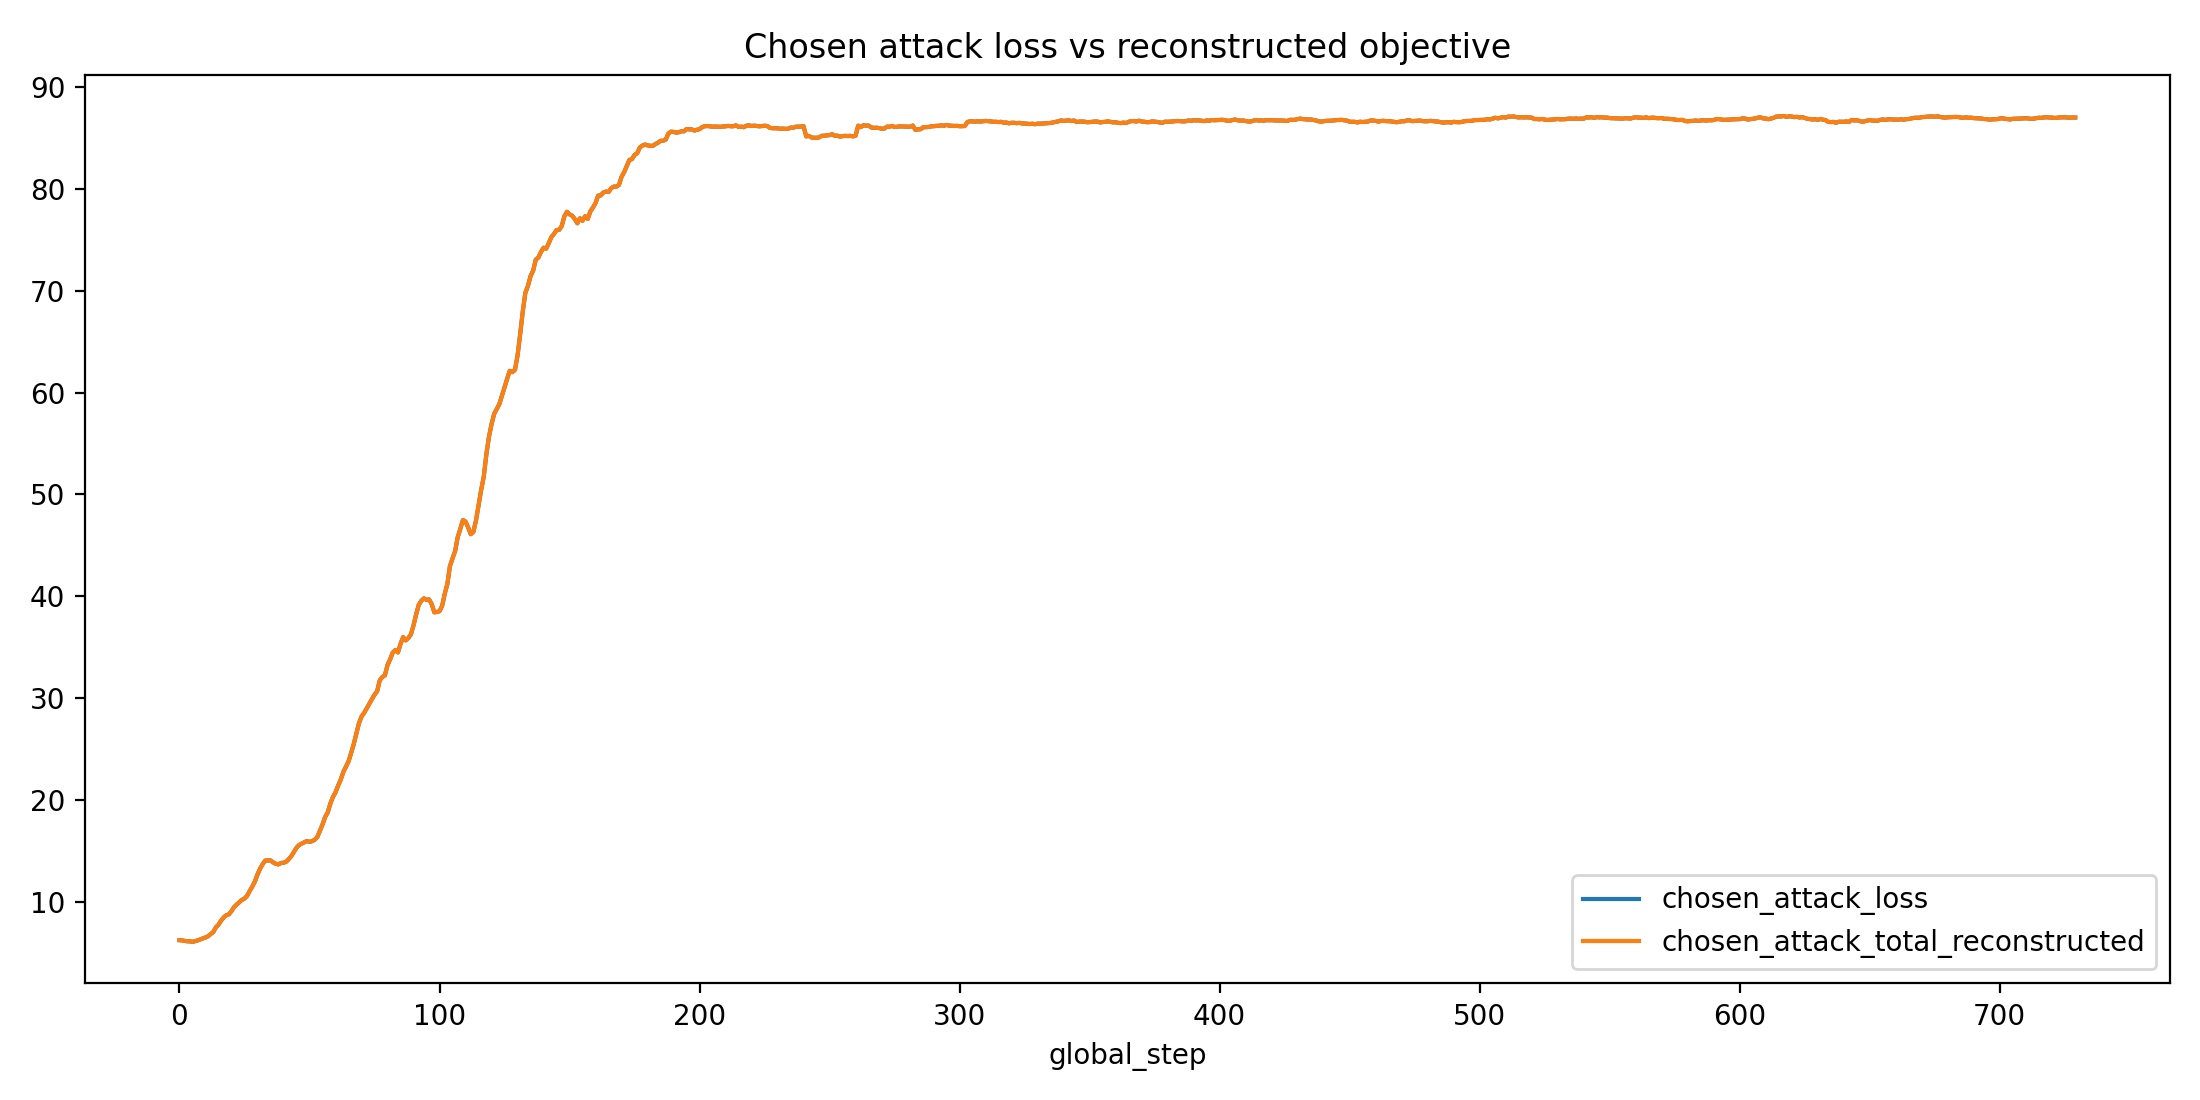 Chosen attack loss vs reconstructed objective
90
80
70
60
50
40
30
20
10
chosen_attack_loss
chosen_attack_total_reconstructed
0 100 200 300 400 500 600 700
global_step